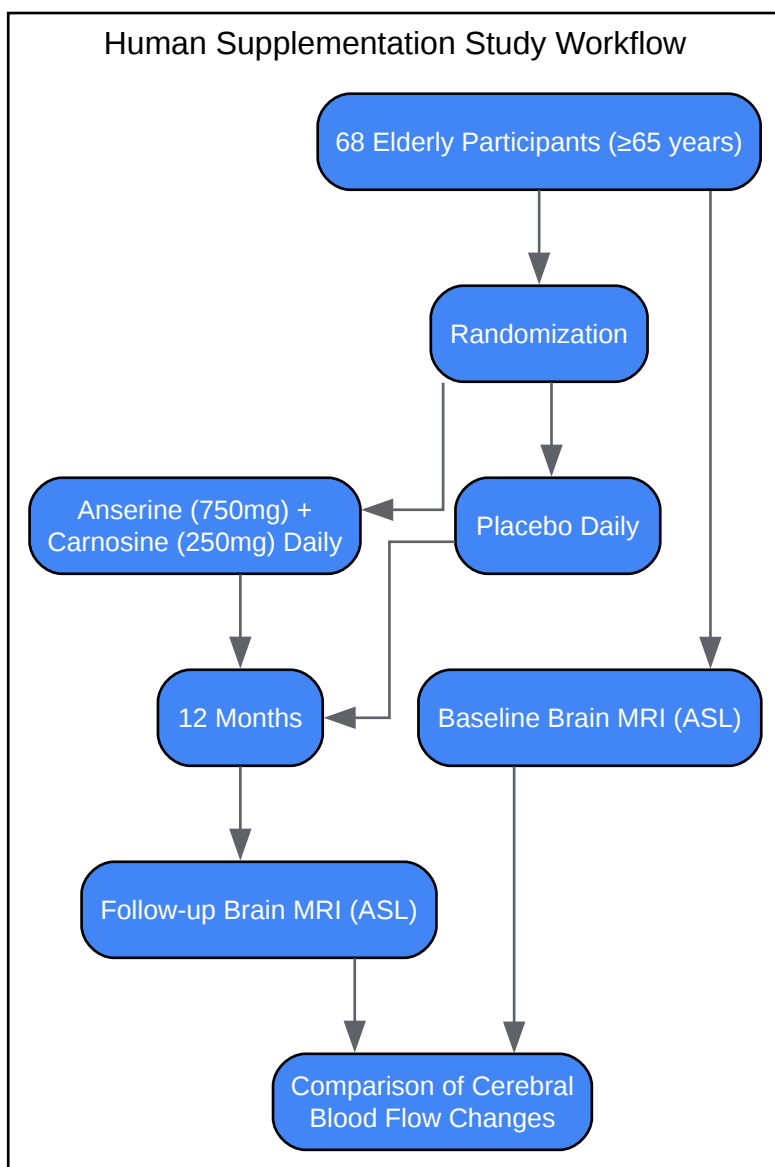 Human Supplementation Study Workflow
68 Elderly Participants (≥65 years)
Randomization
Anserine (750mg) +
Carnosine (250mg) Daily
Placebo Daily
12 Months
Baseline Brain MRI (ASL)
Follow-up Brain MRI (ASL)
Comparison of Cerebral
Blood Flow Changes